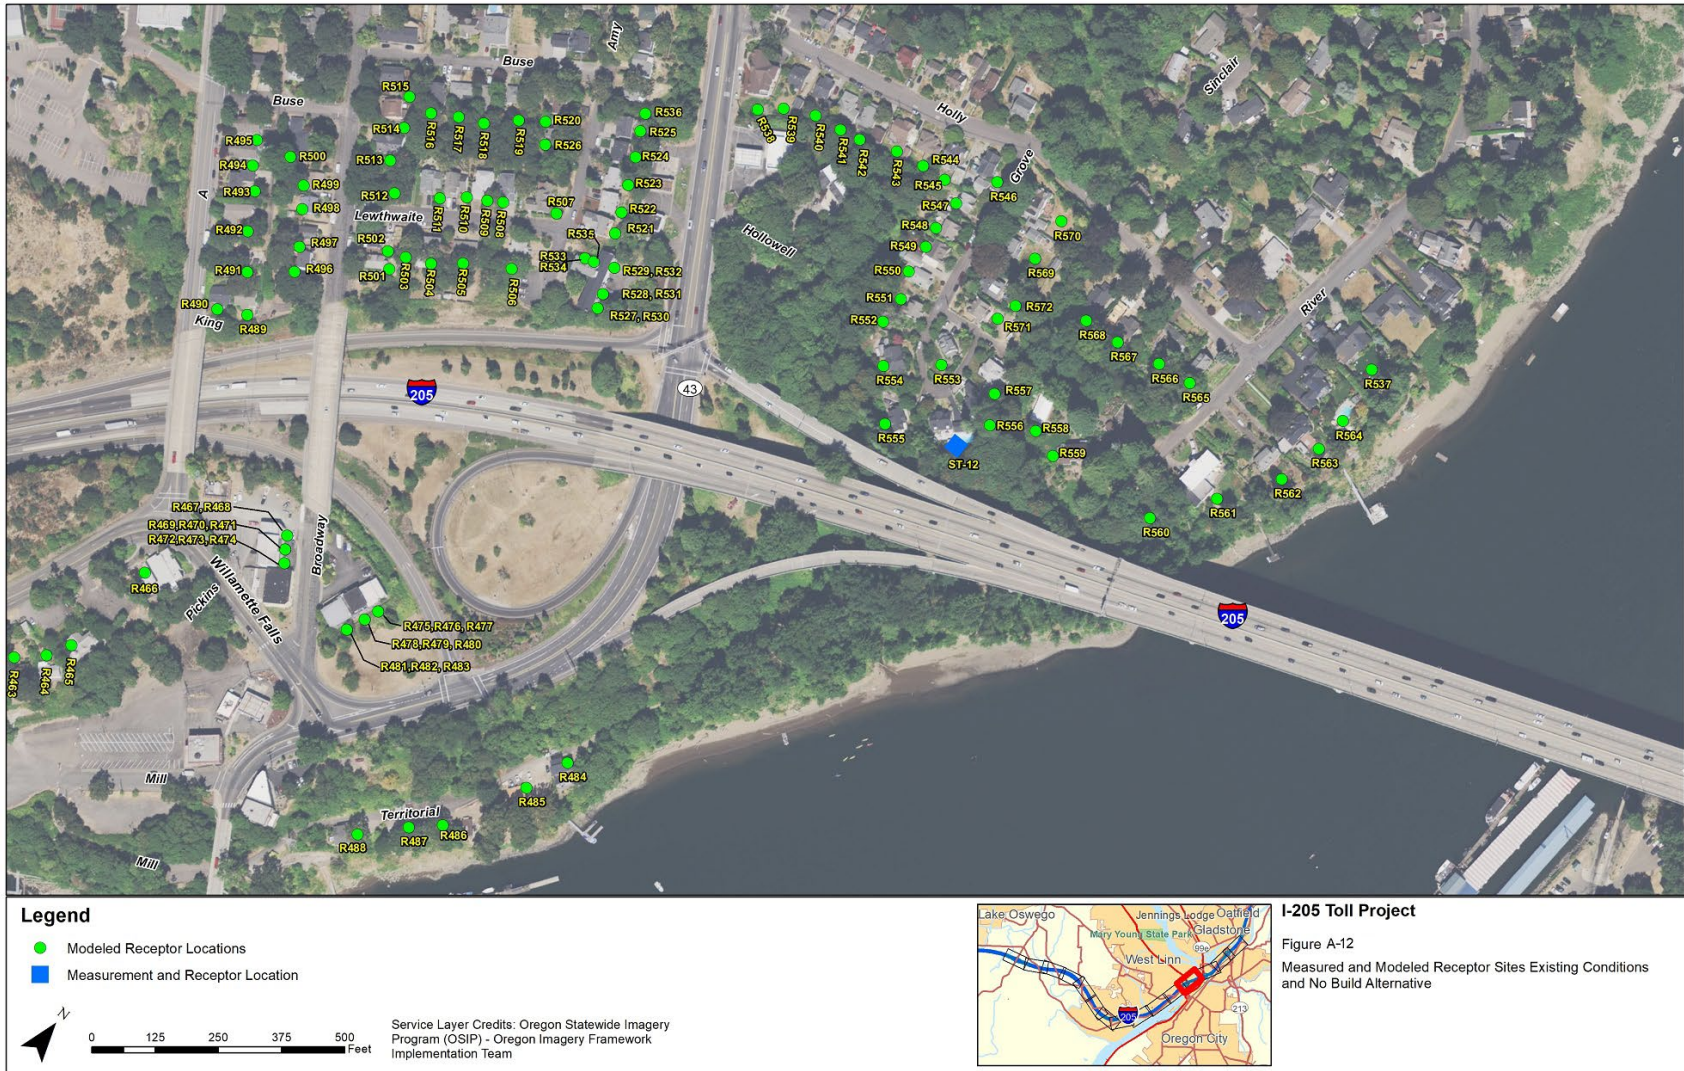 Amy
Buse
Buse
A
Holly
Sinclair
Grove
Lewthwaite
Hollowell
King
River
Broadway
Willamette Falls
Pickins
Mill
Territorial
Mill
205
43
205
R515
R514
R513
R512
R516
R517
R518
R519
R520
R526
R536
R525
R524
R523
R522
R521
R507
R495
R494
R493
R492
R491
R490
R489
R500
R499
R498
R497
R496
R502
R501
R503
R504
R505
R506
R511
R510
R509
R508
R535
R533
R534
R529, R532
R528, R531
R527, R530
R538
R539
R540
R541
R542
R543
R544
R545
R546
R547
R548
R549
R550
R551
R552
R553
R554
R555
R556
R557
R558
R559
ST-12
R570
R569
R572
R571
R568
R567
R566
R565
R537
R564
R563
R562
R561
R560
R467,R468
R469,R470,R471
R472,R473,R474
R466
R465
R464
R463
R475,R476,R477
R478,R479,R480
R481,R482,R483
R484
R485
R486
R487
R488
Legend
Modeled Receptor Locations
Measurement and Receptor Location
N
0 125 250 375 500
Feet
Service Layer Credits: Oregon Statewide Imagery
Program (OSIP) - Oregon Imagery Framework
Implementation Team
Lake Oswego
Jennings Lodge
Oatfield
Mary Young State Park
Gladstone
99e
West Linn
205
213
Oregon City
I-205 Toll Project
Figure A-12
Measured and Modeled Receptor Sites Existing Conditions
and No Build Alternative